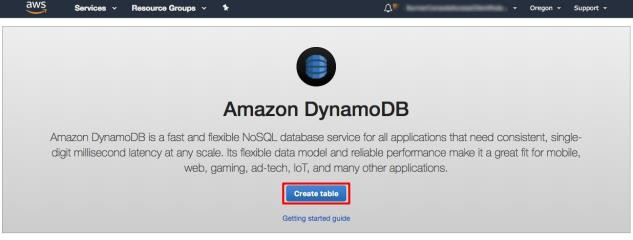 aws Services Resource Groups Oregon Support
Amazon DynamoDB
Amazon DynamoDB is a fast and flexible NoSQL database service for all applications that need consistent, single-
digit millisecond latency at any scale. Its flexible data model and reliable performance make it a great fit for mobile,
web, gaming, ad-tech, IoT, and many other applications.
Create table
Getting started guide